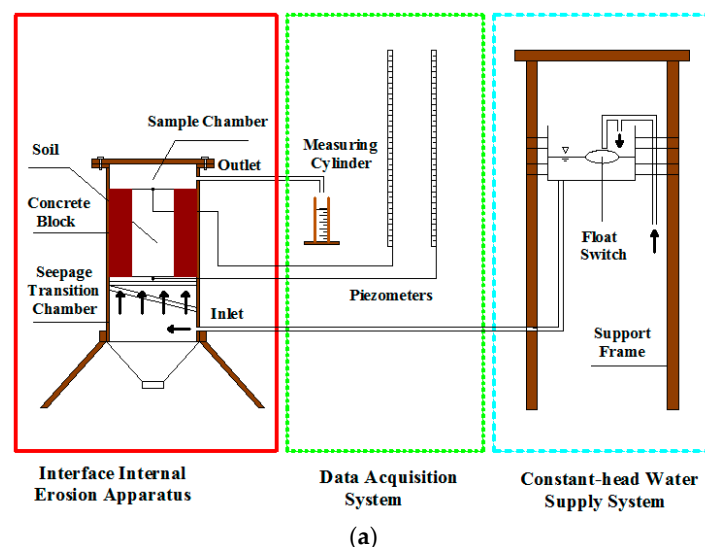 Sample Chamber
Soil
Outlet
Measuring
Cylinder
Concrete
Block
Float
Switch
Seepage
Transition
Chamber
Inlet
Piezometers
Support
Frame
Interface Internal
Erosion Apparatus
Data Acquisition
System
Constant-head Water
Supply System
(a)